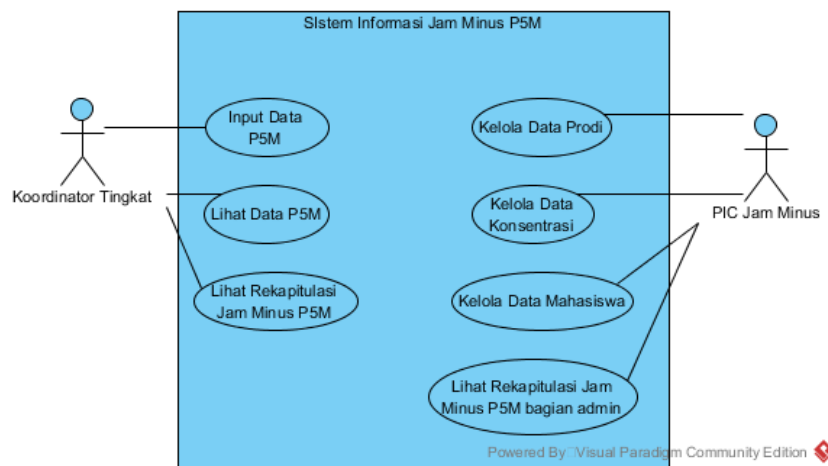 SIstem Informasi Jam Minus P5M
Input Data
P5M
Kelola Data Prodi
Koordinator Tingkat
Lihat Data P5M
Kelola Data
Konsentrasi
PIC Jam Minus
Lihat Rekapitulasi
Jam Minus P5M
Kelola Data Mahasiswa
Lihat Rekapitulasi Jam
Minus P5M bagian admin
Powered By Visual Paradigm Community Edition